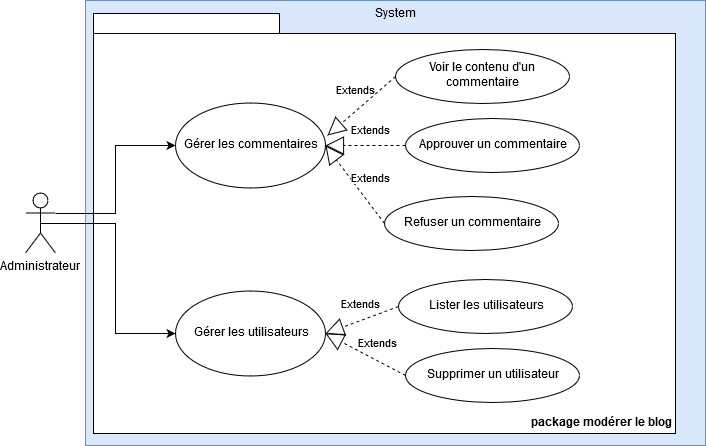 System
Voir le contenu d'un
commentaire
Extends
Gérer les commentaires
Extends
Approuver un commentaire
Extends
Refuser un commentaire
Administrateur
Extends
Lister les utilisateurs
Gérer les utilisateurs
Extends
Supprimer un utilisateur
package modérer le blog